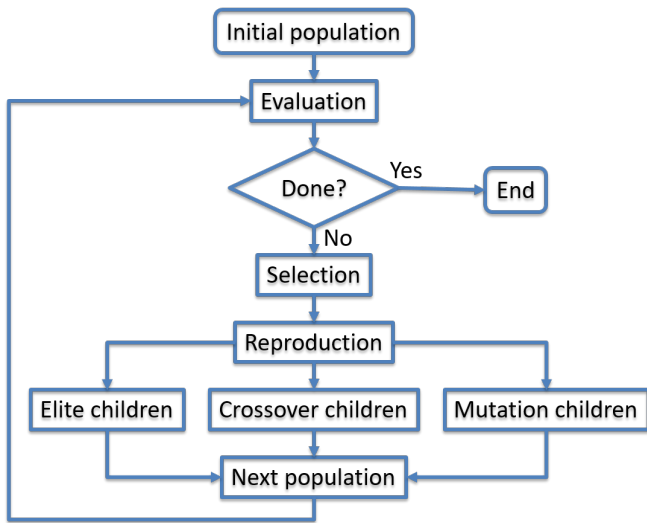 Initial population
Evaluation
Done?
Yes
End
No
Selection
Reproduction
Elite children
Crossover children
Mutation children
Next population